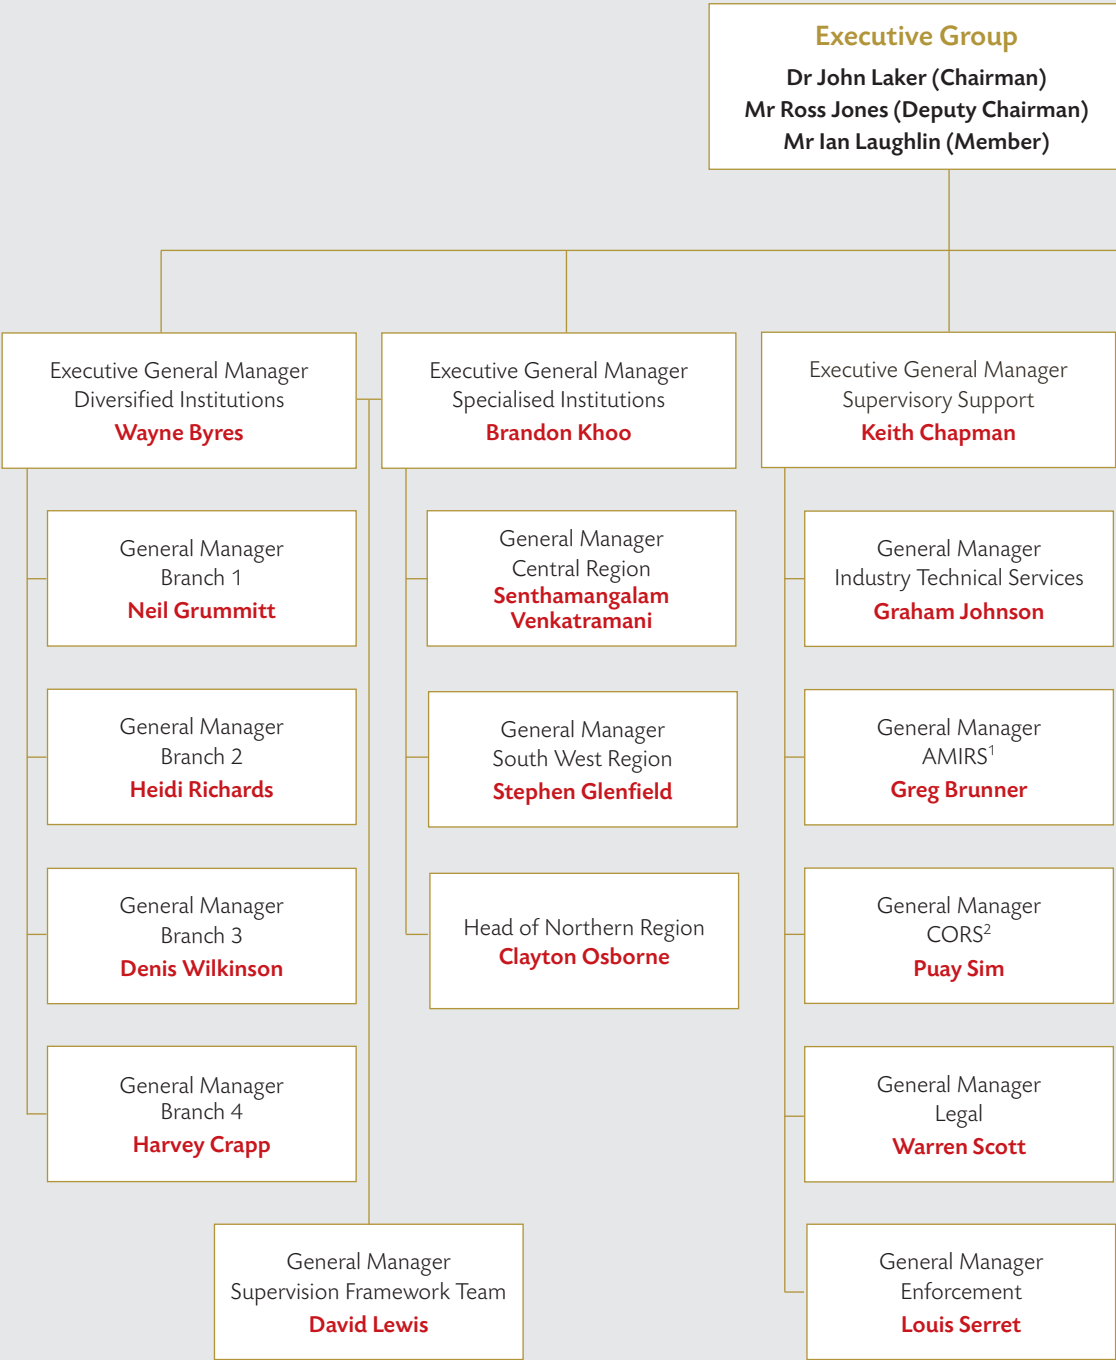 Executive Group
Dr John Laker (Chairman)
Mr Ross Jones (Deputy Chairman)
Mr Ian Laughlin (Member)
Executive General Manager
Diversified Institutions
Wayne Byres
Executive General Manager
Specialised Institutions
Brandon Khoo
Executive General Manager
Supervisory Support
Keith Chapman
General Manager
Branch 1
Neil Grummitt
General Manager
Central Region
Senthamangalam
Venkatramani
General Manager
Industry Technical Services
Graham Johnson
General Manager
Branch 2
Heidi Richards
General Manager
South West Region
Stephen Glenfield
General Manager
AMIRS¹
Greg Brunner
General Manager
Branch 3
Denis Wilkinson
Head of Northern Region
Clayton Osborne
General Manager
CORS²
Puay Sim
General Manager
Branch 4
Harvey Crapp
General Manager
Legal
Warren Scott
General Manager
Supervision Framework Team
David Lewis
General Manager
Enforcement
Louis Serret